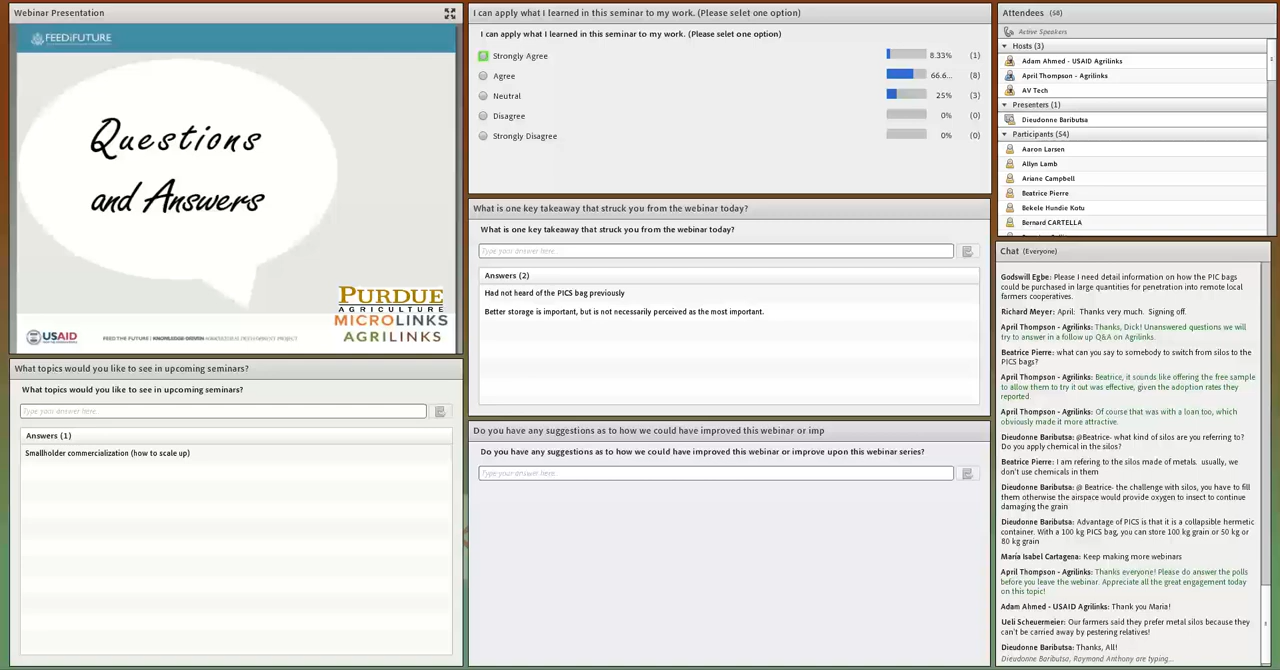 Webinar Presentation
FEED FUTURE
Questions
and Answers
PURDUE
AGRICULTURE
MICROLINKS
AGRILINKS
USAID
FEED THE FUTURE | KNOWLEDGE-DRIVEN AGRICULTURAL DEVELOPMENT PROJECT
What topics would you like to see in upcoming seminars?
What topics would you like to see in upcoming seminars?
Type your answer here..
Answers (1)
Smallholder commercialization (how to scale up)
I can apply what I learned in this seminar to my work. (Please selet one option)
I can apply what I learned in this seminar to my work. (Please selet one option)
Strongly Agree 8.33% (1)
Agree 66.6... (8)
Neutral 25% (3)
Disagree 0% (0)
Strongly Disagree 0% (0)
What is one key takeaway that struck you from the webinar today?
What is one key takeaway that struck you from the webinar today?
Type your answer here..
Answers (2)
Had not heard of the PICS bag previously
Better storage is important, but is not necessarily perceived as the most important.
Do you have any suggestions as to how we could have improved this webinar or imp
Do you have any suggestions as to how we could have improved this webinar or improve upon this webinar series?
Type your answer here..
Attendees (58)
Active Speakers
Hosts (3)
Adam Ahmed - USAID Agrilinks
April Thompson - Agrilinks
AV Tech
Presenters (1)
Dieudonne Baributsa
Participants (54)
Aaron Larsen
Allyn Lamb
Ariane Campbell
Beatrice Pierre
Bekele Hundie Kotu
Bernard CARTELLA
Chat (Everyone)
Godswill Egbe: Please I need detail information on how the PIC bags
could be purchased in large quantities for penetration into remote local
farmers cooperatives.
Richard Meyer: April: Thanks very much. Signing off.
April Thompson - Agrilinks: Thanks, Dick! Unanswered questions we will
try to answer in a follow up Q&A on Agrilinks.
Beatrice Pierre: what can you say to somebody to switch from silos to the
PICS bags?
April Thompson - Agrilinks: Beatrice, it sounds like offering the free sample
to allow them to try it out was effective, given the adoption rates they
reported
April Thompson - Agrilinks: Of course that was with a loan too, which
obviously made it more attractive.
Dieudonne Baributsa: @Beatrice- what kind of silos are you referring to?
Do you apply chemical in the silos?
Beatrice Pierre: I am refering to the silos made of metals. usually, we
don't use chemicals in them
Dieudonne Baributsa: @ Beatrice- the challenge with silos, you have to fill
them otherwise the airspace would provide oxygen to insect to continue
damaging the grain
Dieudonne Baributsa: Advantage of PICS is that it is a collapsible hermetic
container. With a 100 kg PICS bag, you can store 100 kg grain or 50 kg or
80 kg grain
Maria Isabel Cartagena: Keep making more webinars
April Thompson - Agrilinks: Thanks everyone! Please do answer the polls
before you leave the webinar. Appreciate all the great engagement today
on this topic!
Adam Ahmed - USAID Agrilinks: Thank you Maria!
Ueli Scheuermeier: Our farmers said they prefer metal silos because they
can't be carried away by pestering relatives!
Dieudonne Baributsa: Thanks, All!
Dieudonne Baributsa, Raymond Anthony are typing...